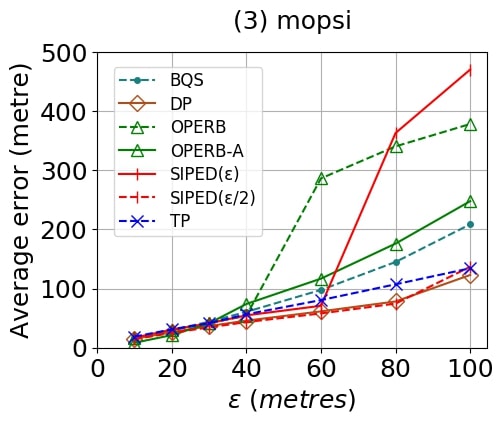 (3) mopsi
500
400
300
200
100
0
Average error (metre)
BQS
DP
OPERB
OPERB-A
SIPED(ε)
SIPED(ε/2)
TP
0 20 40 60 80 100
ε (metres)